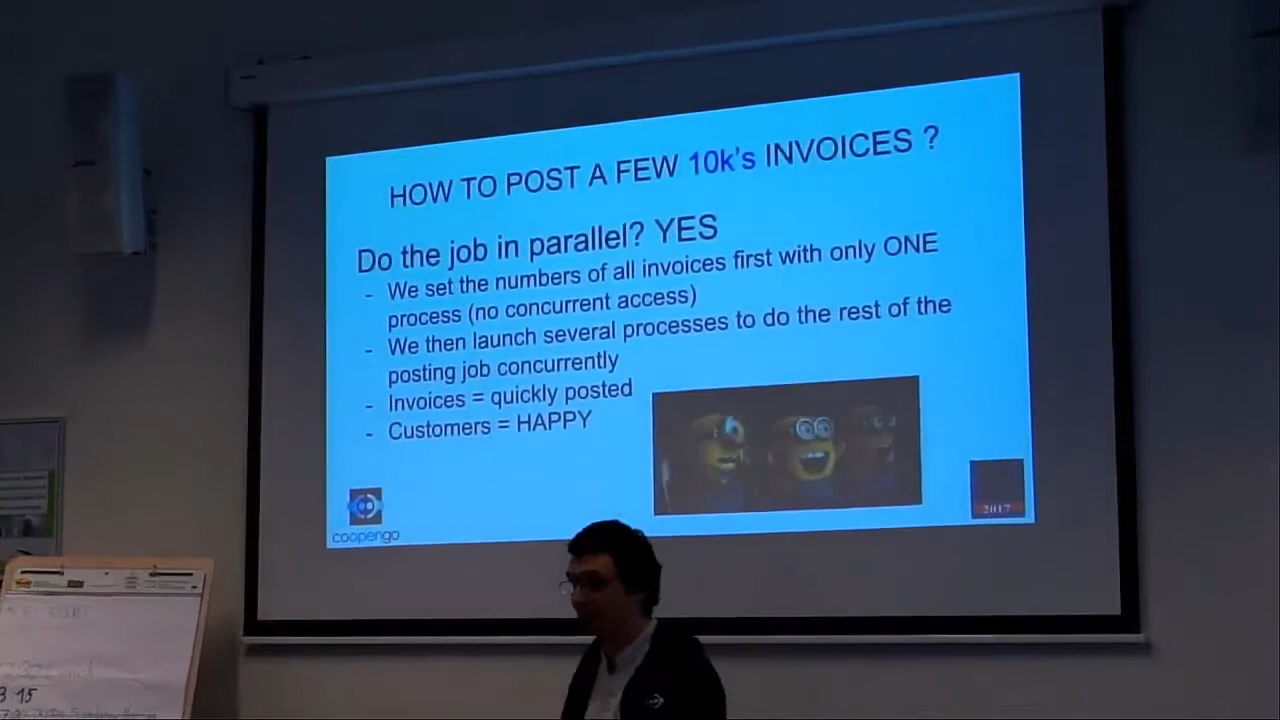 HOW TO POST A FEW 10k's INVOICES ?
Do the job in parallel? YES
- We set the numbers of all invoices first with only ONE
process (no concurrent access)
- We then launch several processes to do the rest of the
posting job concurrently
- Invoices = quickly posted
- Customers = HAPPY
coopengo
2017
3 15